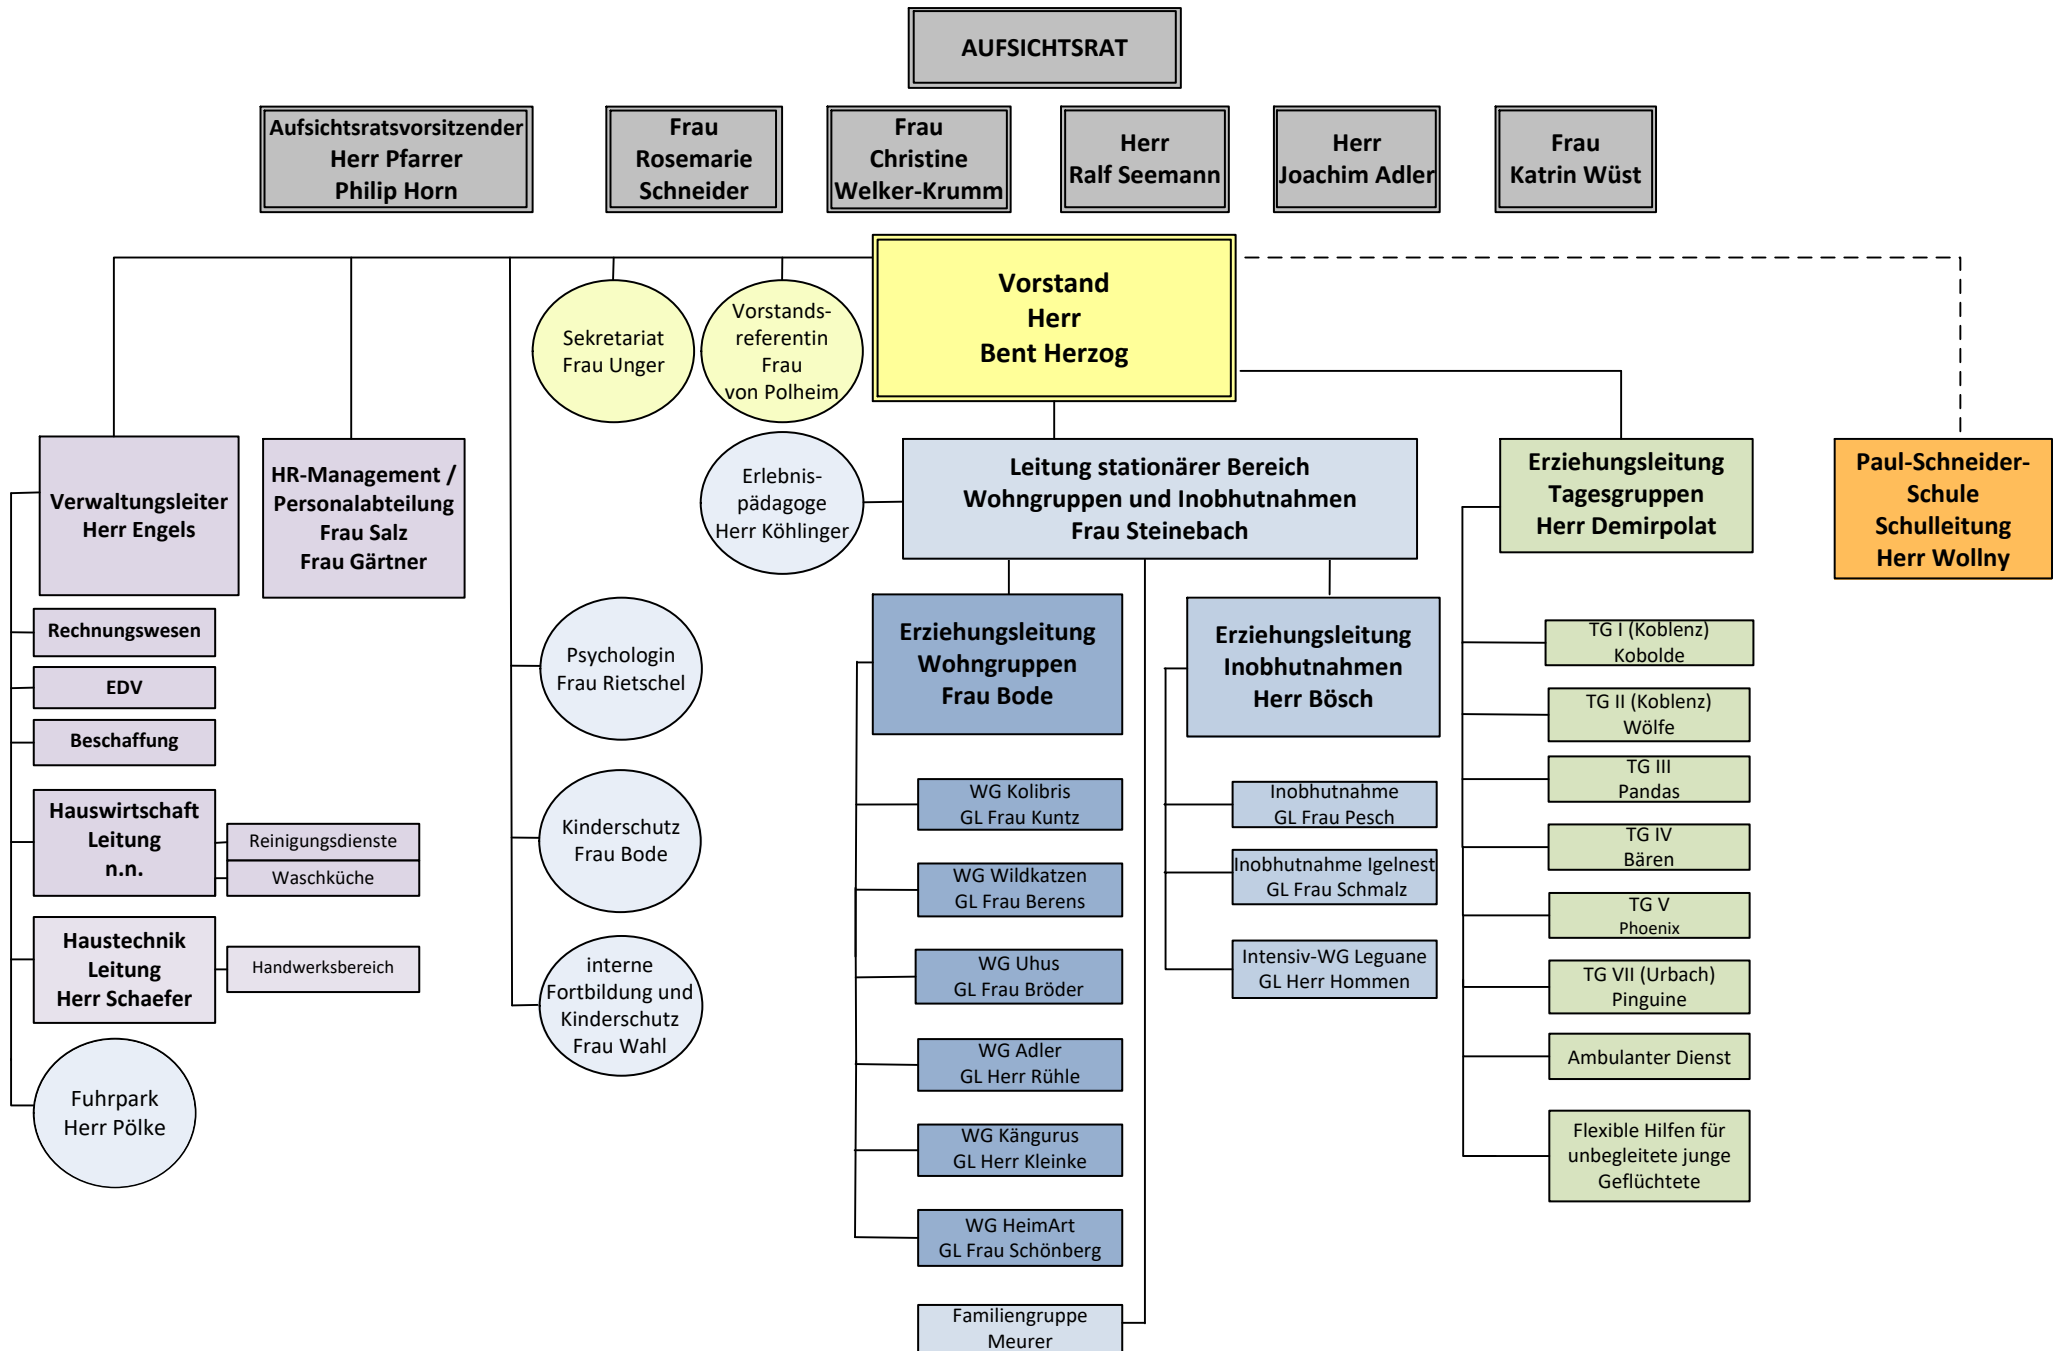 AUFSICHTSRAT
Aufsichtsratsvorsitzender
Herr Pfarrer
Philip Horn
Frau
Rosemarie
Schneider
Frau
Christine
Welker-Krumm
Herr
Ralf Seemann
Herr
Joachim Adler
Frau
Katrin Wüst
Vorstand
Herr
Bent Herzog
Sekretariat
Frau Unger
Vorstands-
referentin
Frau
von Polheim
Verwaltungsleiter
Herr Engels
HR-Management /
Personalabteilung
Frau Salz
Frau Gärtner
Erlebnis-
pädagoge
Herr Köhlinger
Leitung stationärer Bereich
Wohngruppen und Inobhutnahmen
Frau Steinebach
Erziehungsleitung
Tagesgruppen
Herr Demirpolat
Paul-Schneider-
Schule
Schulleitung
Herr Wollny
Rechnungswesen
EDV
Beschaffung
Hauswirtschaft
Leitung
n.n.
Reinigungsdienste
Waschküche
Haustechnik
Leitung
Herr Schaefer
Handwerksbereich
Fuhrpark
Herr Pölke
Psychologin
Frau Rietschel
Kinderschutz
Frau Bode
interne
Fortbildung und
Kinderschutz
Frau Wahl
Erziehungsleitung
Wohngruppen
Frau Bode
WG Kolibris
GL Frau Kuntz
WG Wildkatzen
GL Frau Berens
WG Uhus
GL Frau Bröder
WG Adler
GL Herr Rühle
WG Kängurus
GL Herr Kleinke
WG HeimArt
GL Frau Schönberg
Familiengruppe
Meurer
Erziehungsleitung
Inobhutnahmen
Herr Bösch
Inobhutnahme
GL Frau Pesch
Inobhutnahme Igelnest
GL Frau Schmalz
Intensiv-WG Leguane
GL Herr Hommen
TG I (Koblenz)
Kobolde
TG II (Koblenz)
Wölfe
TG III
Pandas
TG IV
Bären
TG V
Phoenix
TG VII (Urbach)
Pinguine
Ambulanter Dienst
Flexible Hilfen für
unbegleitete junge
Geflüchtete